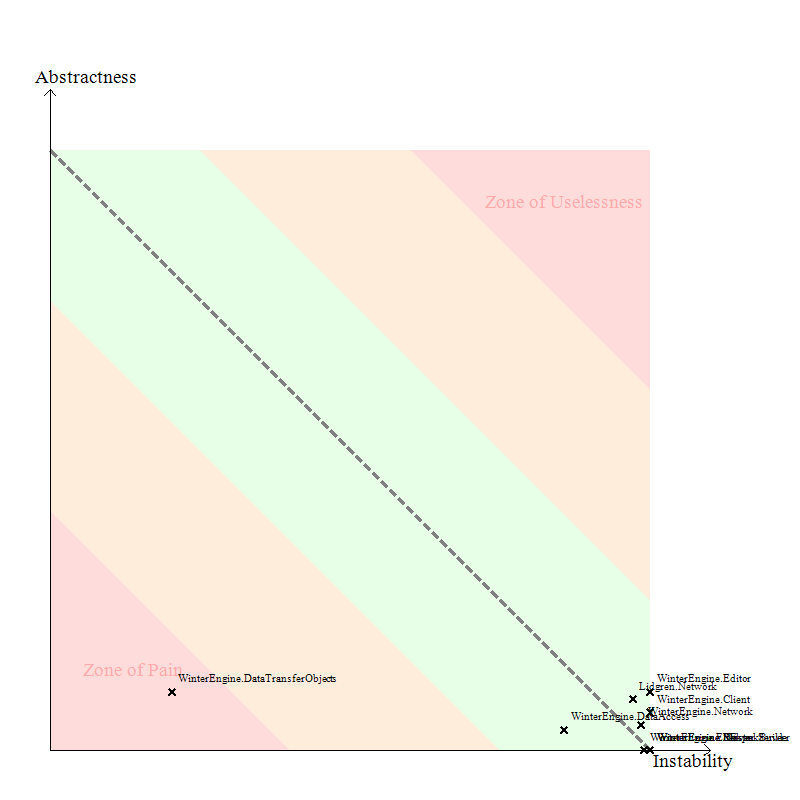 Abstractness
Zone of Uselessness
Zone of Pain
WinterEngine.DataTransferObjects
WinterEngine.Editor
Lidgren.Network
WinterEngine.Client
WinterEngine.Network
WinterEngine.DataAccess
Instability